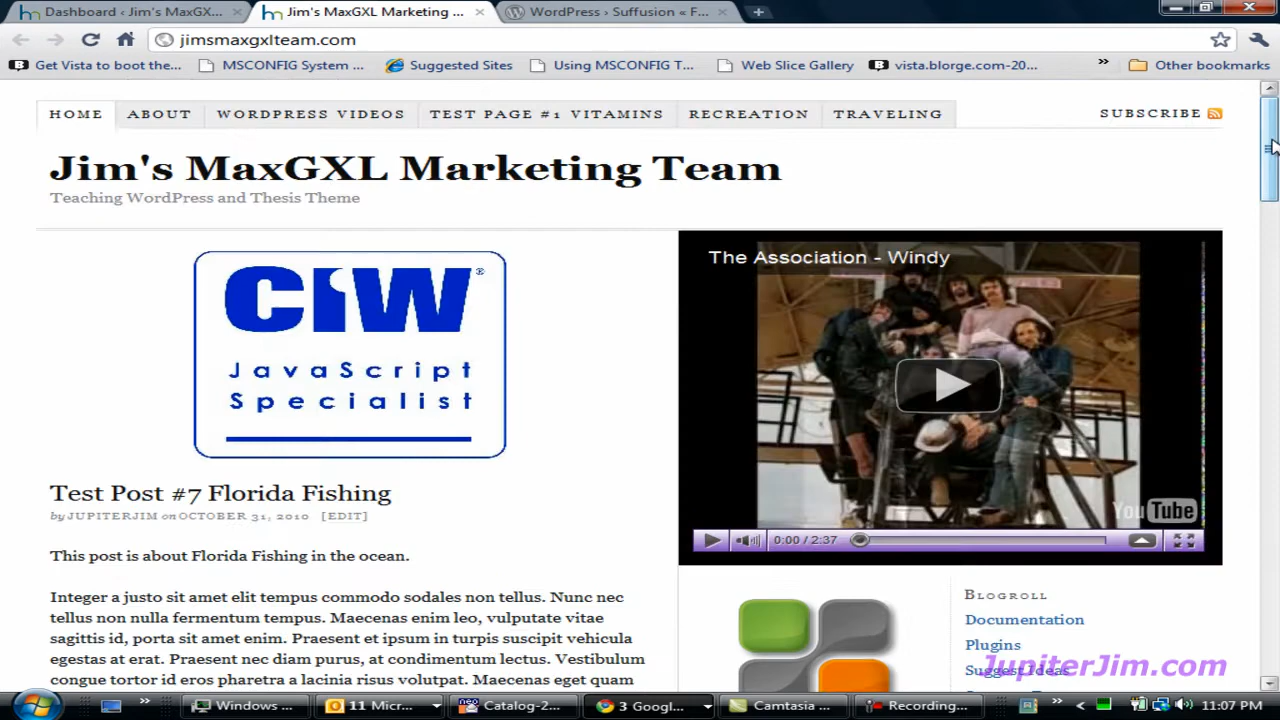 Dashboard ‹ Jim's MaxGX...
Jim's MaxGXL Marketing ...
WordPress › Suffusion « F...
jimsmaxgxlteam.com
Get Vista to boot the...
MSCONFIG System ...
Suggested Sites
Using MSCONFIG T...
Web Slice Gallery
vista.blorge.com-20...
»
Other bookmarks
HOME
ABOUT
WORDPRESS VIDEOS
TEST PAGE #1 VITAMINS
RECREATION
TRAVELING
SUBSCRIBE
Jim's MaxGXL Marketing Team
Teaching WordPress and Thesis Theme
CIW®
JavaScript
Specialist
The Association - Windy
YouTube
0:00 / 2:37
Test Post #7 Florida Fishing
by JUPITERJIM on OCTOBER 31, 2010 [EDIT]
This post is about Florida Fishing in the ocean.
Integer a justo sit amet elit tempus commodo sodales non tellus. Nunc nec
tellus non nulla fermentum tempus. Maecenas enim leo, vulputate vitae
sagittis id, porta sit amet enim. Praesent et ipsum in turpis suscipit vehicula
egestas at erat. Praesent nec diam purus, at condimentum lectus. Vestibulum
congue tortor id eros pharetra a lacinia risus volutpat. Maecenas eget quam
BLOGROLL
Documentation
Plugins
Suggest Ideas
JupiterJim.com
»
Windows ...
11 Micr...
Catalog-2...
3 Googl...
Camtasia ...
Recording...
»
11:07 PM